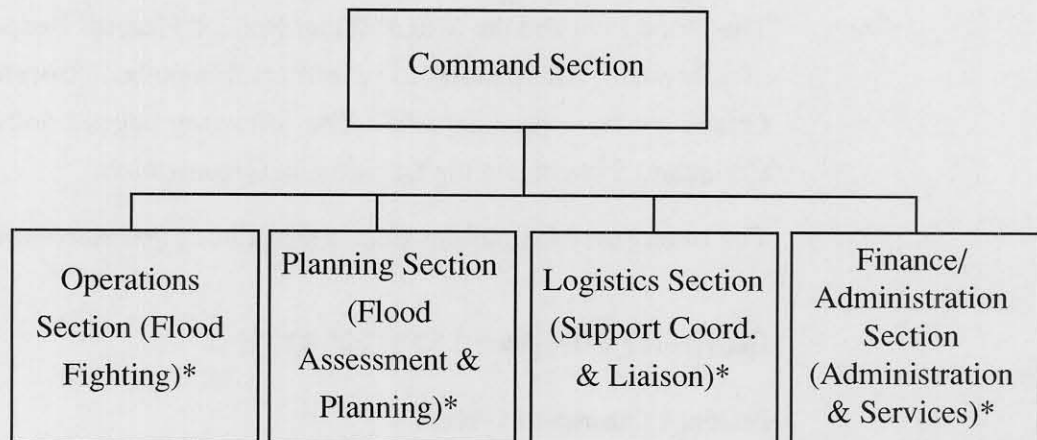 Command Section
Operations
Section (Flood
Fighting)*
Planning Section
(Flood
Assessment &
Planning)*
Logistics Section
(Support Coord.
& Liaison)*
Finance/
Administration
Section
(Administration
& Services)*